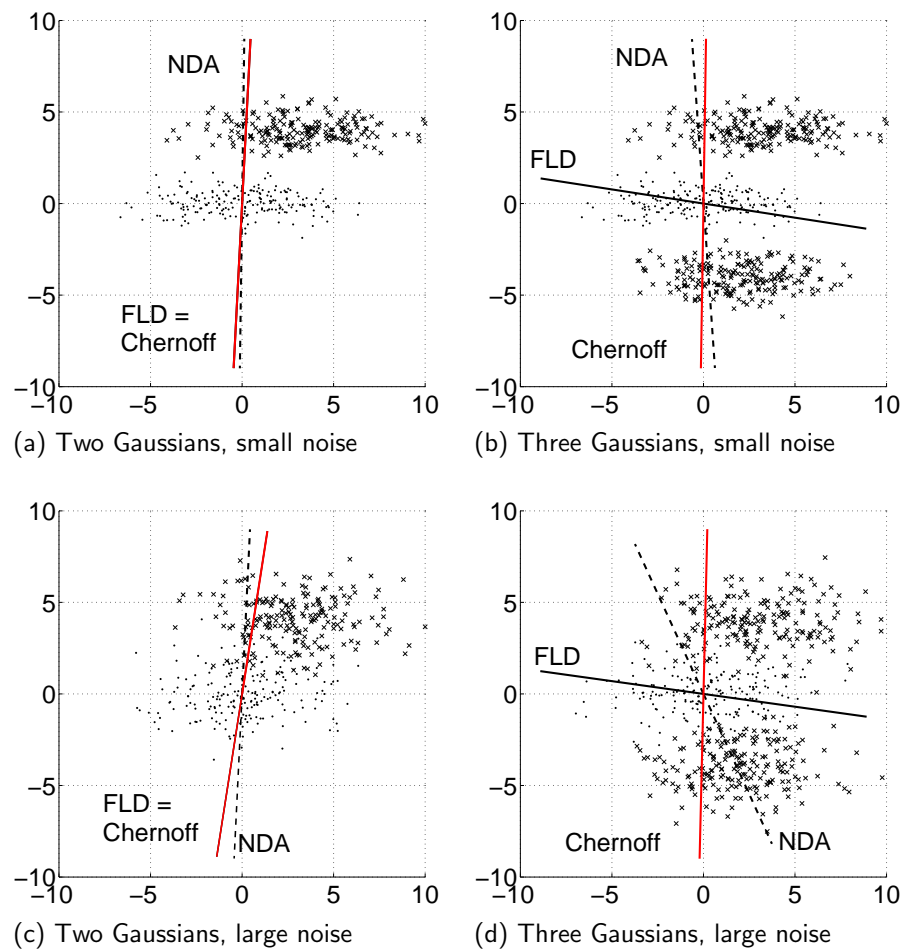 10
NDA
5
0
−5
FLD =
Chernoff
−10
−10 −5 0 5 10
(a) Two Gaussians, small noise
10
NDA
5
FLD
0
−5
Chernoff
−10
−10 −5 0 5 10
(b) Three Gaussians, small noise
10
5
0
−5
FLD =
Chernoff
NDA
−10
−10 −5 0 5 10
(c) Two Gaussians, large noise
10
5
FLD
0
−5
Chernoff
NDA
−10
−10 −5 0 5 10
(d) Three Gaussians, large noise